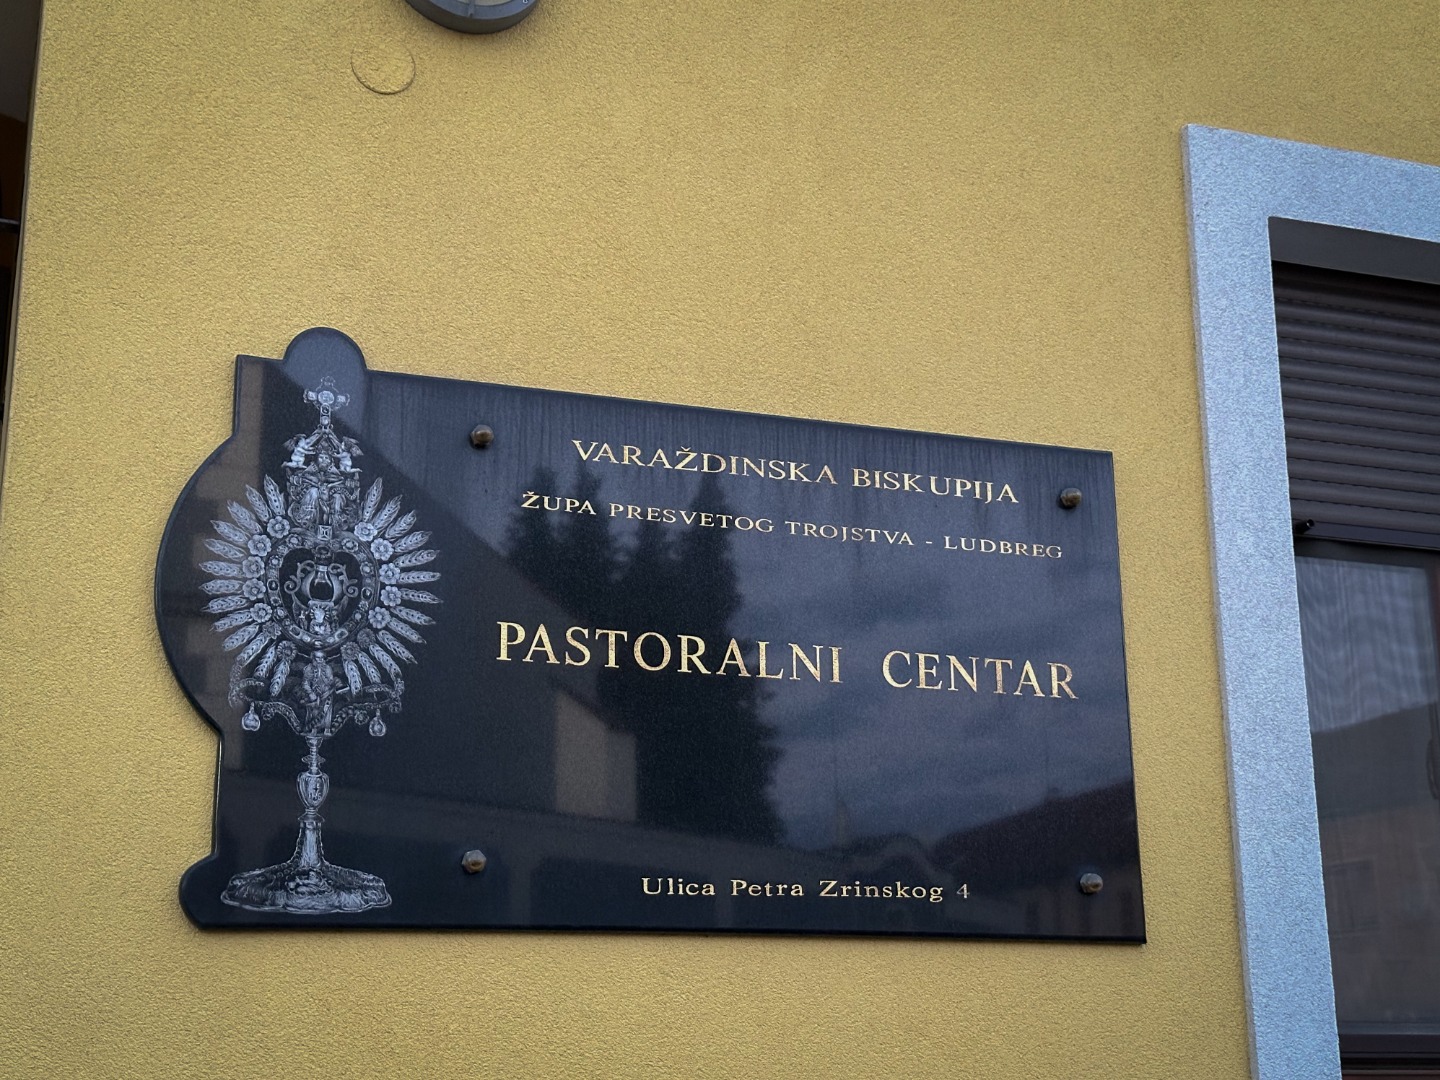 VARAŽDINSKA BISKUPIJA
ŽUPA PRESVETOG TROJSTVA - LUDBREG
PASTORALNI CENTAR
Ulica Petra Zrinskog 4